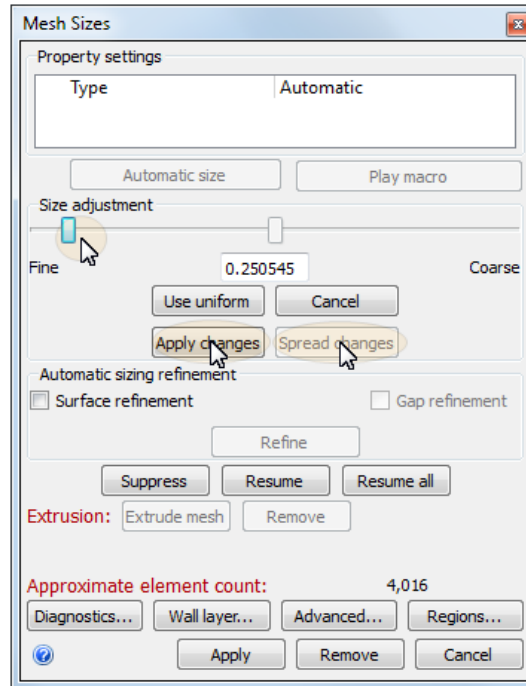 Mesh Sizes
Property settings
Type Automatic
Automatic size Play macro
Size adjustment
Fine 0.250545 Coarse
Use uniform Cancel
Apply changes Spread changes
Automatic sizing refinement
Surface refinement Gap refinement
Refine
Suppress Resume Resume all
Extrusion: Extrude mesh Remove
Approximate element count: 4,016
Diagnostics... Wall layer... Advanced... Regions...
Apply Remove Cancel